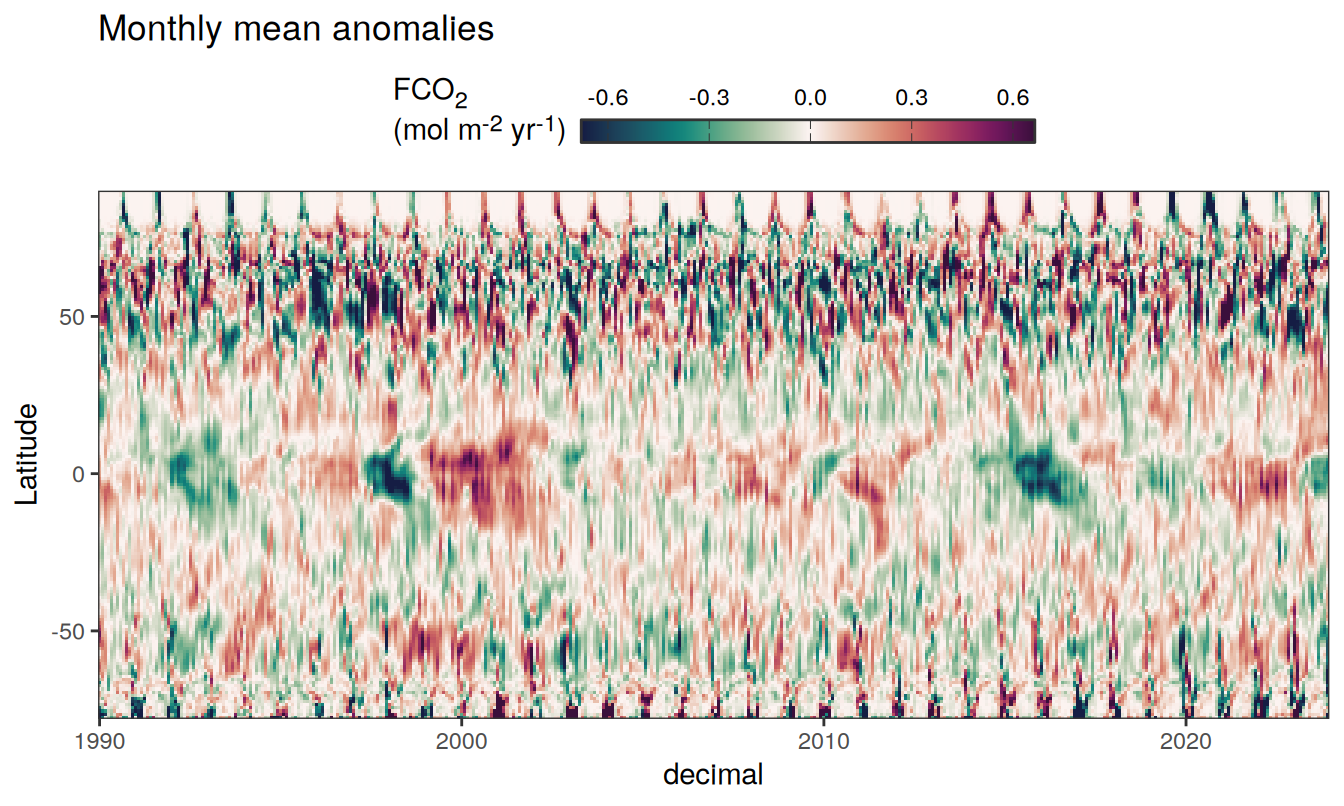 Monthly mean anomalies
FCO₂
(mol m⁻² yr⁻¹)
-0.6 -0.3 0.0 0.3 0.6
Latitude
50
0
-50
1990 2000 2010 2020
decimal